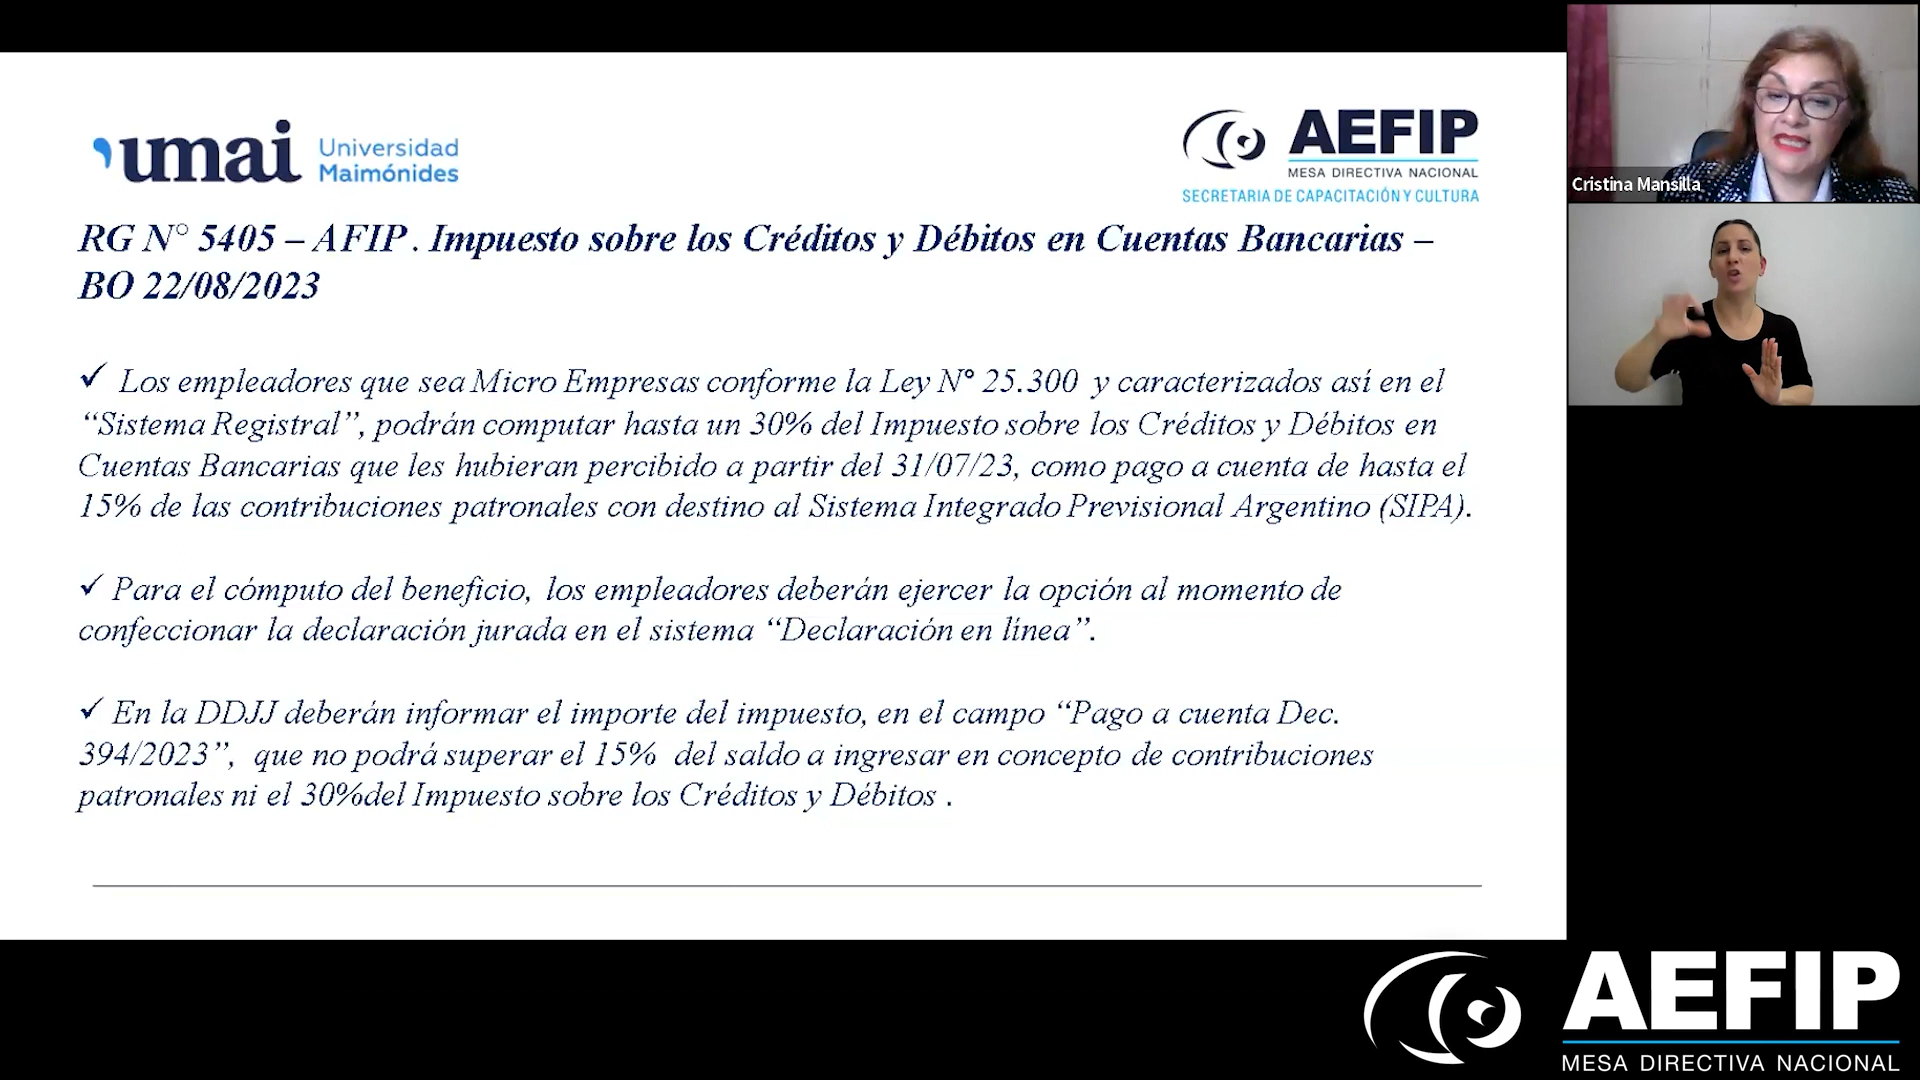 umai Universidad
Maimónides
AEFIP
MESA DIRECTIVA NACIONAL
SECRETARIA DE CAPACITACIÓN Y CULTURA
RG N° 5405 – AFIP. Impuesto sobre los Créditos y Débitos en Cuentas Bancarias –
BO 22/08/2023
✓ Los empleadores que sea Micro Empresas conforme la Ley N° 25.300 y caracterizados así en el
“Sistema Registral”, podrán computar hasta un 30% del Impuesto sobre los Créditos y Débitos en
Cuentas Bancarias que les hubieran percibido a partir del 31/07/23, como pago a cuenta de hasta el
15% de las contribuciones patronales con destino al Sistema Integrado Previsional Argentino (SIPA).
✓ Para el cómputo del beneficio, los empleadores deberán ejercer la opción al momento de
confeccionar la declaración jurada en el sistema “Declaración en línea”.
✓ En la DDJJ deberán informar el importe del impuesto, en el campo “Pago a cuenta Dec.
394/2023”, que no podrá superar el 15% del saldo a ingresar en concepto de contribuciones
patronales ni el 30%del Impuesto sobre los Créditos y Débitos .
Cristina Mansilla
AEFIP
MESA DIRECTIVA NACIONAL